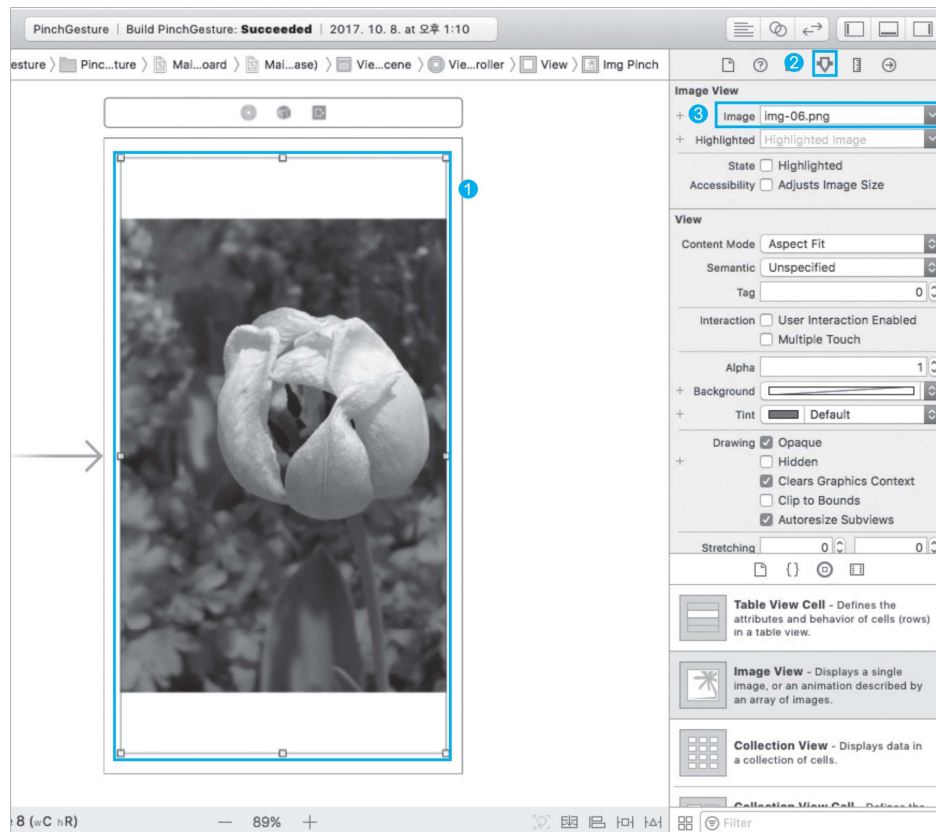 PinchGesture | Build PinchGesture: Succeeded | 2017. 10. 8. at 오후 1:10
esture 〉 Pinc...ture 〉 Mai...oard 〉 Mai...ase) 〉 Vie...cene 〉 Vie...roller 〉 View 〉 Img Pinch
2
Image View
+ 3 Image img-06.png
+ Highlighted Highlighted Image
State Highlighted
Accessibility Adjusts Image Size
1
View
Content Mode Aspect Fit
Semantic Unspecified
Tag 0
Interaction User Interaction Enabled
Multiple Touch
Alpha 1
+ Background
+ Tint Default
Drawing Opaque
+ Hidden
Clears Graphics Context
Clip to Bounds
Autoresize Subviews
Stretching 0 0
{}
Table View Cell - Defines the
attributes and behavior of cells (rows)
in a table view.
Image View - Displays a single
image, or an animation described by
an array of images.
Collection View - Displays data in
a collection of cells.
Collection View Cell - Defines the
8 (wC hR) — 89% +
Filter